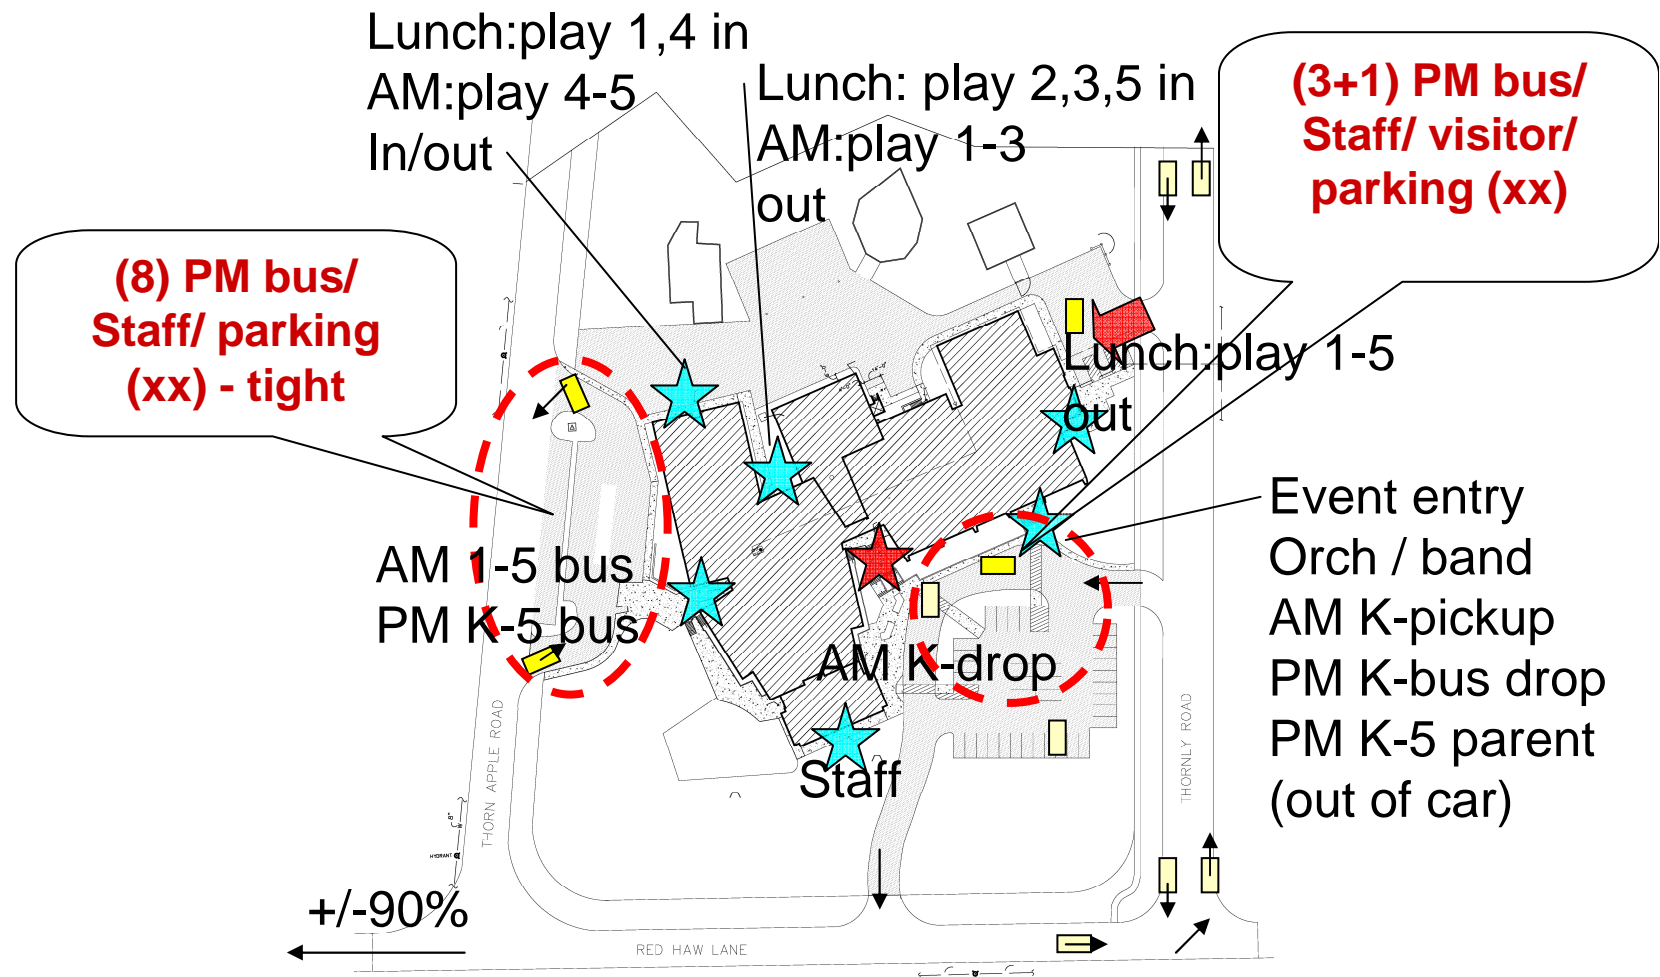 Lunch:play 1,4 in
AM:play 4-5
In/out
Lunch: play 2,3,5 in
AM:play 1-3
out
(3+1) PM bus/
Staff/ visitor/
parking (xx)
(8) PM bus/
Staff/ parking
(xx) - tight
Lunch:play 1-5
out
AM 1-5 bus
PM K-5 bus
AM K-drop
Staff
Event entry
Orch / band
AM K-pickup
PM K-bus drop
PM K-5 parent
(out of car)
THORN APPLE ROAD
THORNLY ROAD
HYDRANT
8"
W
+/-90%
RED HAW LANE